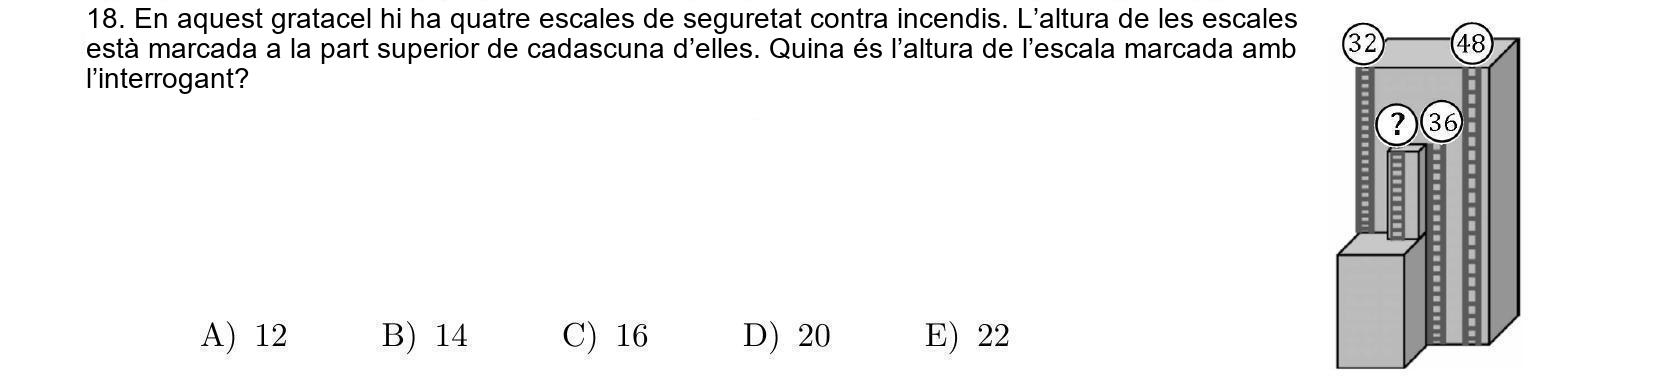 18. En aquest gratacel hi ha quatre escales de seguretat contra incendis. L'altura de les escales
està marcada a la part superior de cadascuna d'elles. Quina és l'altura de l'escala marcada amb
l'interrogant?
32 48
? 36
A) 12 B) 14 C) 16 D) 20 E) 22